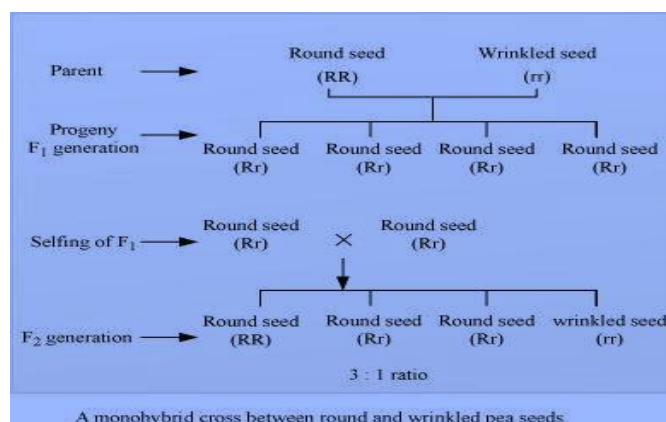 Round seed Wrinkled seed
Parent (RR) (rr)
Progeny
F1 generation Round seed Round seed Round seed Round seed
(Rr) (Rr) (Rr) (Rr)
Round seed Round seed
Selfing of F1 (Rr) × (Rr)
Round seed Round seed Round seed wrinkled seed
F2 generation (RR) (Rr) (Rr) (rr)
3 : 1 ratio
A monohybrid cross between round and wrinkled pea seeds.